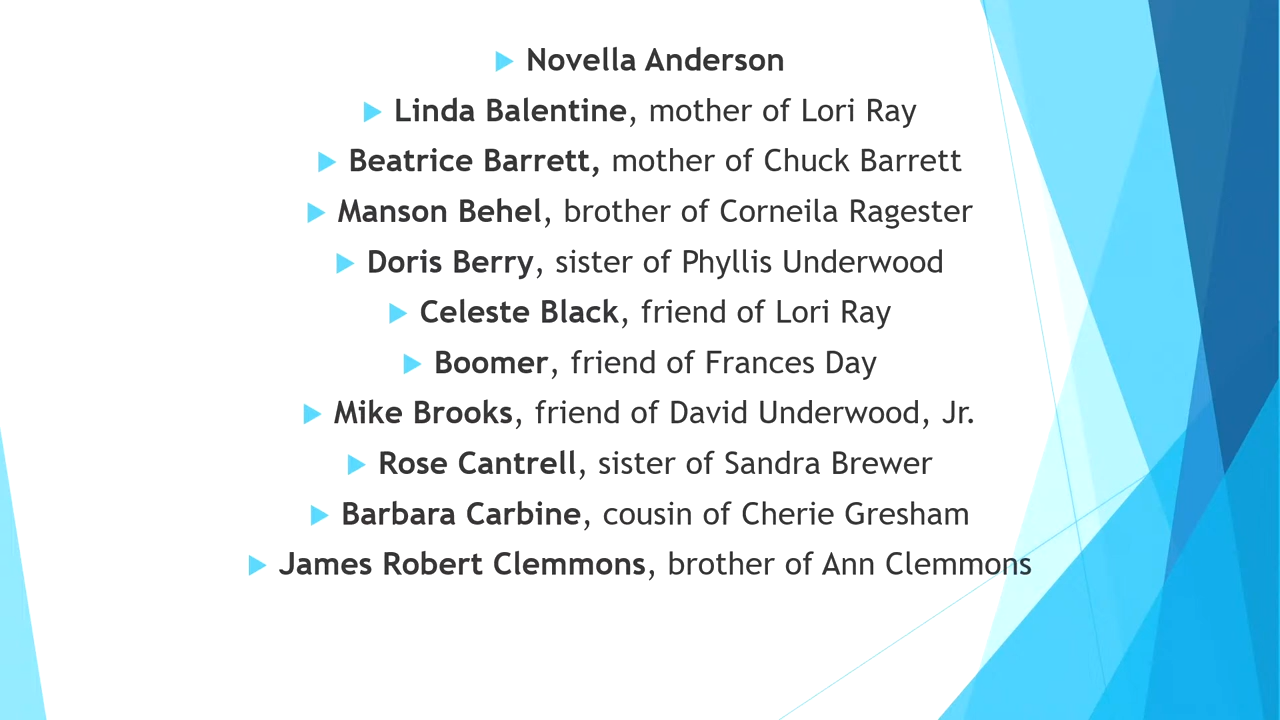 Novella Anderson
Linda Balentine, mother of Lori Ray
Beatrice Barrett, mother of Chuck Barrett
Manson Behel, brother of Corneila Ragester
Doris Berry, sister of Phyllis Underwood
Celeste Black, friend of Lori Ray
Boomer, friend of Frances Day
Mike Brooks, friend of David Underwood, Jr.
Rose Cantrell, sister of Sandra Brewer
Barbara Carbine, cousin of Cherie Gresham
James Robert Clemmons, brother of Ann Clemmons